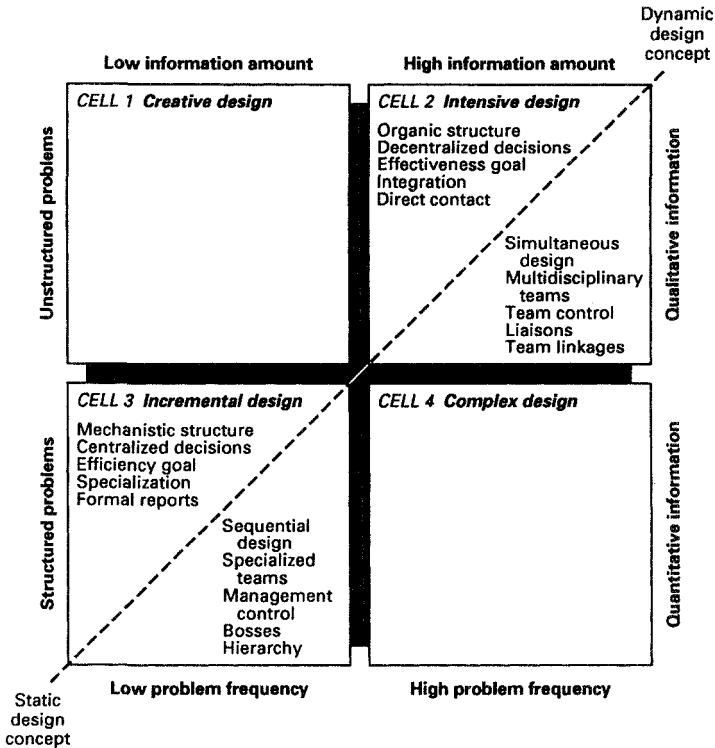 Dynamic
design
concept
Low information amount
High information amount
CELL 1 Creative design
CELL 2 Intensive design
Organic structure
Decentralized decisions
Effectiveness goal
Integration
Direct contact
Simultaneous
design
Multidisciplinary
teams
Team control
Liaisons
Team linkages
Unstructured problems
Qualitative information
CELL 3 Incremental design
Mechanistic structure
Centralized decisions
Efficiency goal
Specialization
Formal reports
Sequential
design
Specialized
teams
Management
control
Bosses
Hierarchy
CELL 4 Complex design
Structured problems
Quantitative information
Low problem frequency
High problem frequency
Static
design
concept